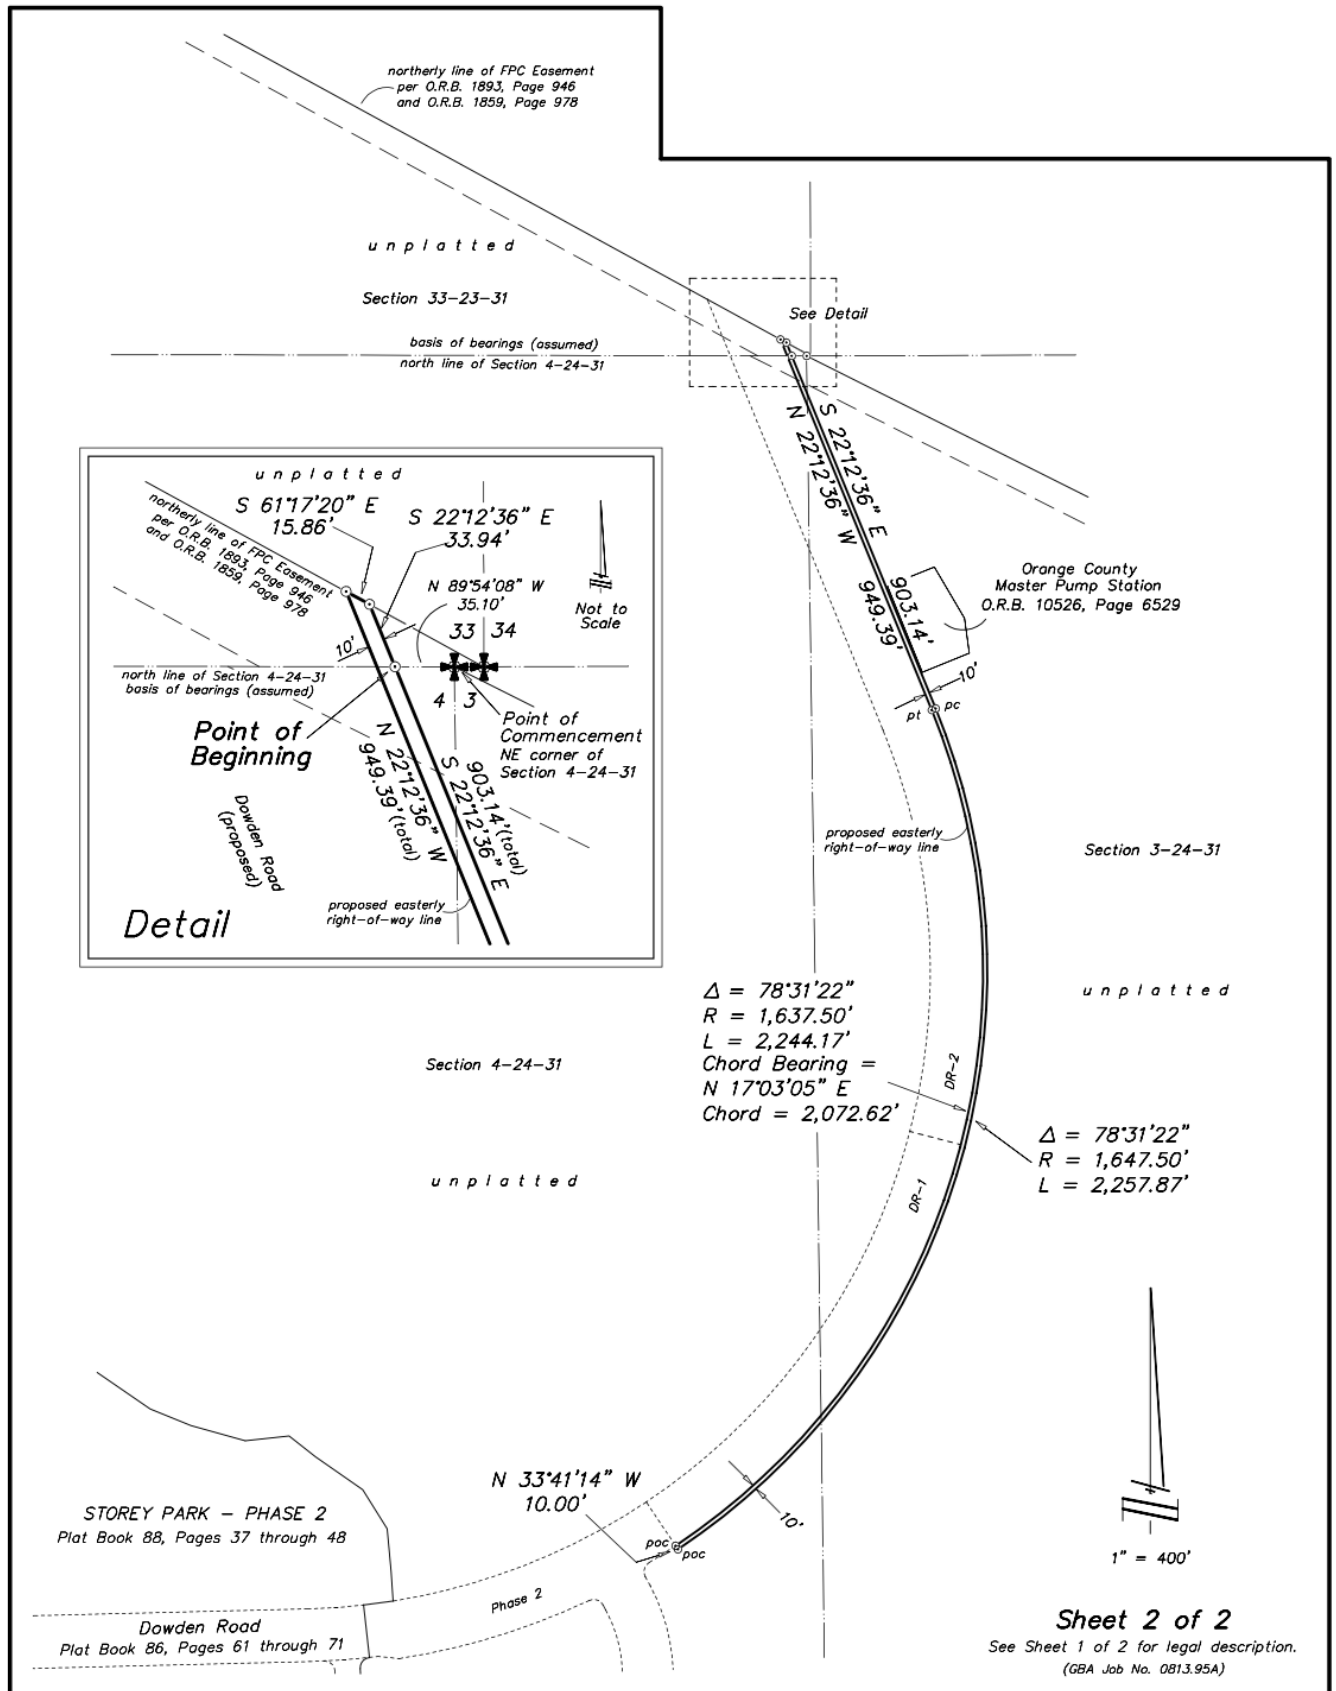 northerly line of FPC Easement
per O.R.B. 1893, Page 946
and O.R.B. 1859, Page 978
unplatted
Section 33-23-31
See Detail
basis of bearings (assumed)
north line of Section 4-24-31
S 22°12'36" E
903.14'
N 22°12'36" W
949.39'
Orange County
Master Pump Station
O.R.B. 10526, Page 6529
10'
pt
pc
unplatted
S 61°17'20" E
15.86'
S 22°12'36" E
33.94'
northerly line of FPC Easement
per O.R.B. 1893, Page 946
and O.R.B. 1859, Page 978
N 89°54'08" W
35.10'
Not to
Scale
33
34
10'
north line of Section 4-24-31
basis of bearings (assumed)
4
3
Point of
Beginning
Point of
Commencement
NE corner of
Section 4-24-31
N 22°12'36" W
949.39' (total)
903.14' (total)
S 22°12'36" E
Dowden Road
(proposed)
proposed easterly
right-of-way line
Detail
proposed easterly
right-of-way line
Section 3-24-31
unplatted
Δ = 78°31'22"
R = 1,637.50'
L = 2,244.17'
Chord Bearing =
N 17°03'05" E
Chord = 2,072.62'
Section 4-24-31
DR-2
Δ = 78°31'22"
R = 1,647.50'
L = 2,257.87'
unplatted
DR-1
N 33°41'14" W
10.00'
10'
poc
poc
STOREY PARK - PHASE 2
Plat Book 88, Pages 37 through 48
Phase 2
Dowden Road
Plat Book 86, Pages 61 through 71
1" = 400'
Sheet 2 of 2
See Sheet 1 of 2 for legal description.
(GBA Job No. 0813.95A)